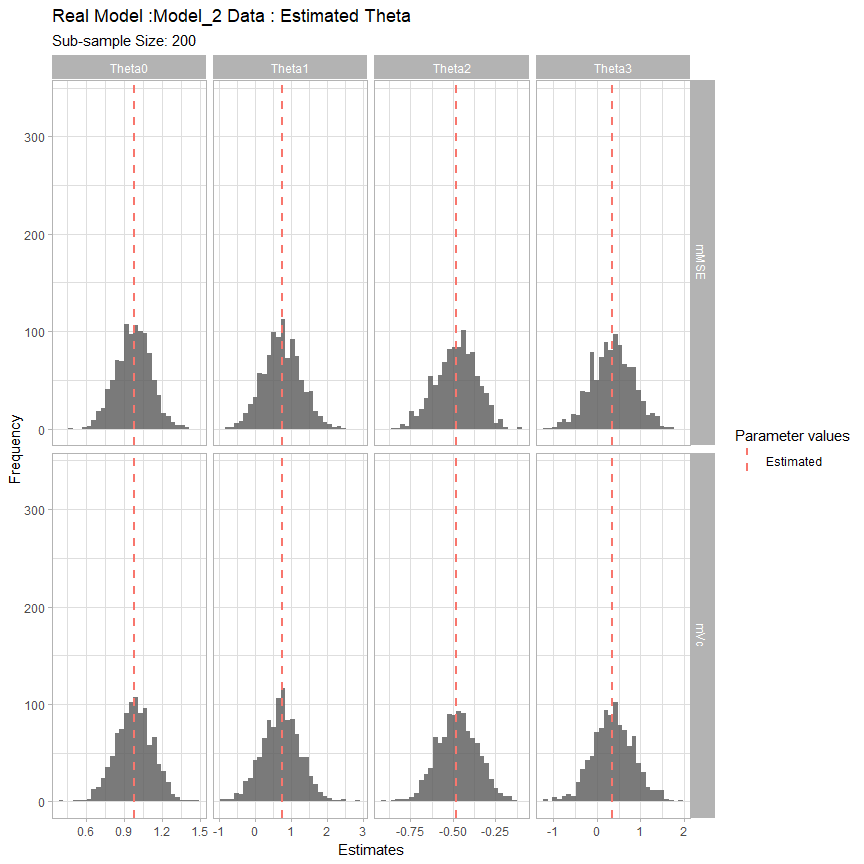 Real Model :Model_2 Data : Estimated Theta
Sub-sample Size: 200
Theta0 Theta1 Theta2 Theta3
300
200
100
0
mMSE
Frequency
Parameter values
Estimated
300
200
100
0
mVc
0.6 0.9 1.2 1.5 -1 0 1 2 3 -0.75 -0.50 -0.25 -1 0 1 2
Estimates